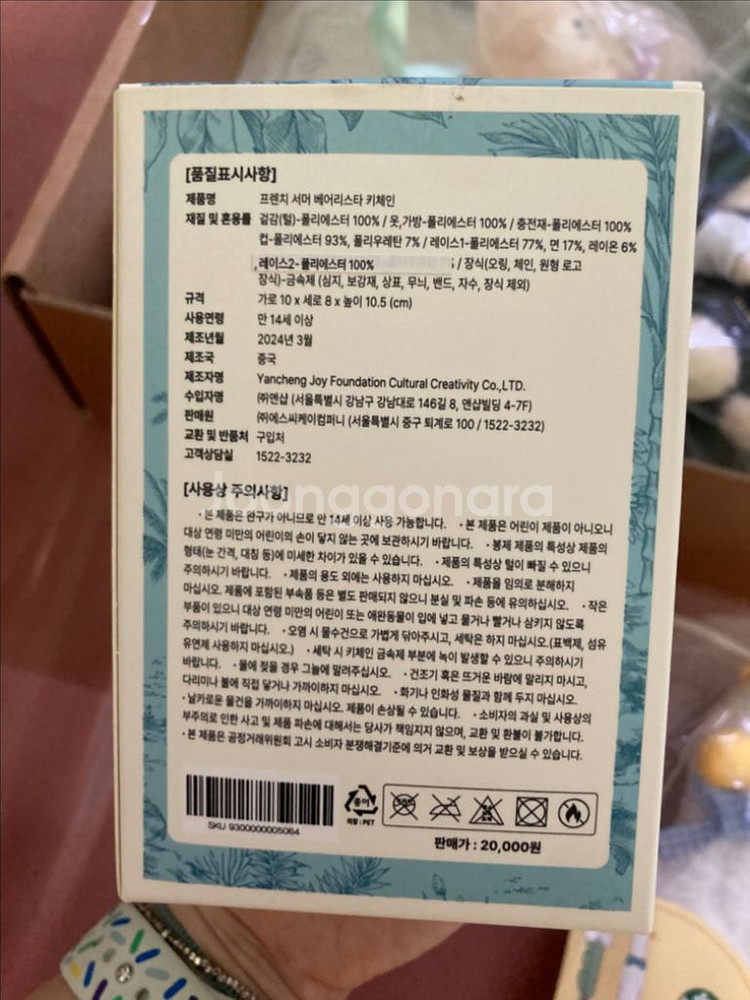 [품질표시사항]
제품명 프렌치 서머 베어리스타 키체인
재질 및 혼용률 겉감(털)-폴리에스터 100% / 옷,가방-폴리에스터 100% / 충전재-폴리에스터 100%
컵-폴리에스터 93%, 폴리우레탄 7% / 레이스1-폴리에스터 77%, 면 17%, 레이온 6%
, 레이스2- 폴리에스터 100% / 장식(오링, 체인, 원형 로고
장식)-금속제 (심지, 보강재, 상표, 무늬, 밴드, 자수, 장식 제외)
규격 가로 10 x 세로 8 x 높이 10.5 (cm)
사용연령 만 14세 이상
제조년월 2024년 3월
제조국 중국
제조자명 Yancheng Joy Foundation Cultural Creativity Co.,LTD.
수입자명 ㈜앤샵 (서울특별시 강남구 강남대로 146길 8, 앤샵빌딩 4-7F)
판매원 ㈜에스씨케이컴퍼니 (서울특별시 중구 퇴계로 100 / 1522-3232)
교환 및 반품처 구입처
고객상담실 1522-3232
[사용상 주의사항]
joonggonara
· 본 제품은 완구가 아니므로 만 14세 이상 사용 가능합니다. · 본 제품은 어린이 제품이 아니오니
대상 연령 미만의 어린이의 손이 닿지 않는 곳에 보관하시기 바랍니다. · 봉제 제품의 특성상 제품의
형태(눈 간격, 대칭 등)에 미세한 차이가 있을 수 있습니다. · 제품의 특성상 털이 빠질 수 있으니
주의하시기 바랍니다. · 제품의 용도 외에는 사용하지 마십시오. · 제품을 임의로 분해하지
마십시오. 제품에 포함된 부속품 등은 별도 판매되지 않으니 분실 및 파손 등에 유의하십시오. · 작은
부품이 있으니 대상 연령 미만의 어린이 또는 애완동물이 입에 넣고 물거나 빨거나 삼키지 않도록
주의하시기 바랍니다. · 오염 시 물수건으로 가볍게 닦아주시고, 세탁은 하지 마십시오.(표백제, 섬유
유연제 사용하지 마십시오.) · 세탁 시 키체인 금속제 부분에 녹이 발생할 수 있으니 주의하시기
바랍니다. · 물에 젖을 경우 그늘에 말려주십시오. · 건조기 혹은 뜨거운 바람에 말리지 마시고,
다리미나 불에 직접 닿거나 가까이하지 마십시오. · 화기나 인화성 물질과 함께 두지 마십시오.
· 날카로운 물건을 가까이하지 마십시오. 제품이 손상될 수 있습니다. · 소비자의 과실 및 사용상의
부주의로 인한 사고 및 제품 파손에 대해서는 당사가 책임지지 않으며, 교환 및 환불이 불가합니다.
· 본 제품은 공정거래위원회 고시 소비자 분쟁해결기준에 의거 교환 및 보상을 받으실 수 있습니다.
SKU 9300000005064
종이
외함 : PET
판매가 : 20,000원